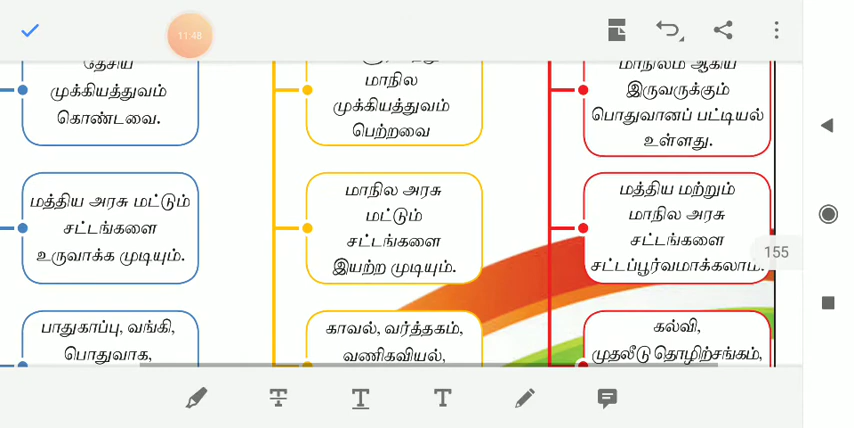 11:48
தேசிய
முக்கியத்துவம்
கொண்டவை.
மாநில
முக்கியத்துவம்
பெற்றவை
மாநிலம் ஆகிய
இருவருக்கும்
பொதுவானப் பட்டியல்
உள்ளது.
மத்திய அரசு மட்டும்
சட்டங்களை
உருவாக்க முடியும்.
மாநில அரசு
மட்டும்
சட்டங்களை
இயற்ற முடியும்.
மத்திய மற்றும்
மாநில அரசு
சட்டங்களை
சட்டப்பூர்வமாக்கலாம்.
155
பாதுகாப்பு, வங்கி,
பொதுவாக,
காவல், வர்த்தகம்,
வணிகவியல்,
கல்வி,
முதலீடு தொழிற்சங்கம்,